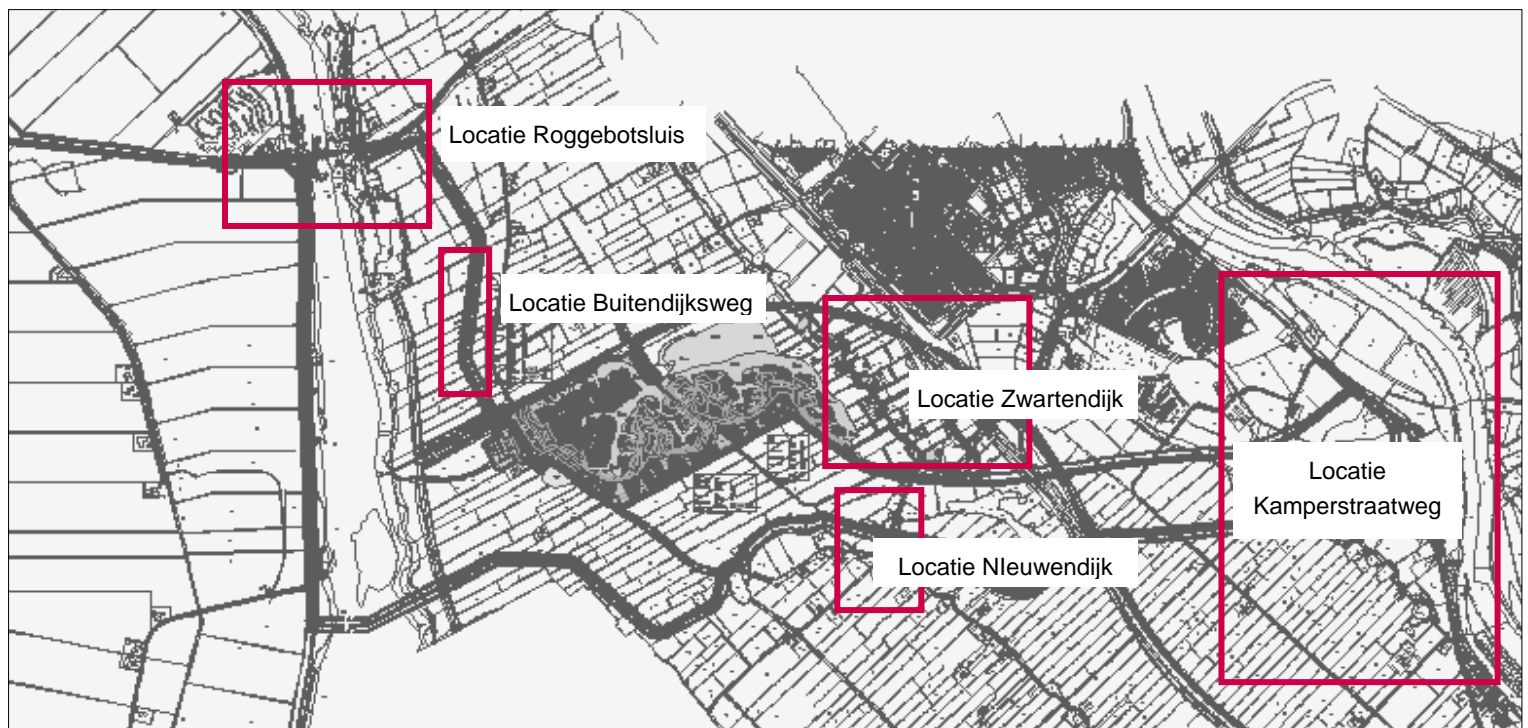 Locatie Roggebotsluis
Locatie Buitendijksweg
Locatie Zwartendijk
Locatie
Kamperstraatweg
Locatie NIeuwendijk